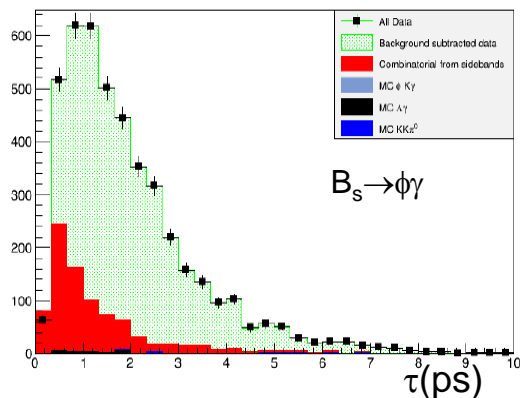 All Data
Background subtracted data
Combinatorial from sidebands
MC ϕ Kγ
MC Λγ
MC KKπ⁰
600
500
400
300
200
100
0
B_s→ϕγ
0 1 2 3 4 5 6 7 8 9 10
τ(ps)